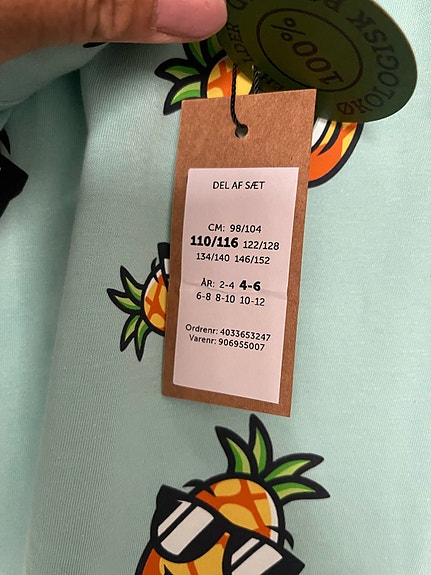 ØKOLOGISK
100%
DEL AF SÆT
CM: 98/104
110/116 122/128
134/140 146/152
ÅR: 2-4 4-6
6-8 8-10 10-12
Ordrenr: 4033653247
Varenr: 906955007